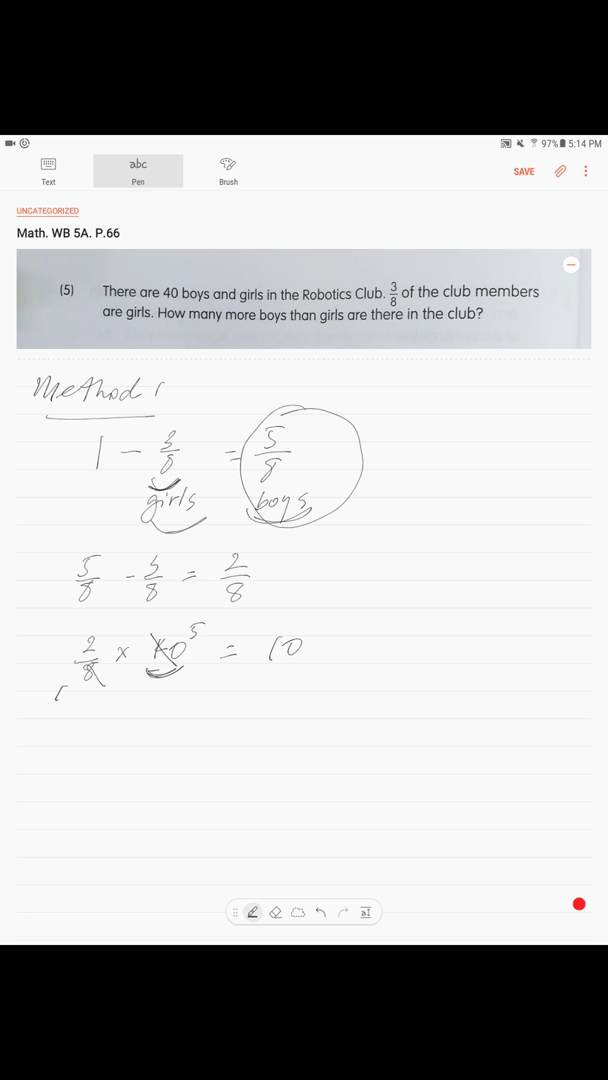 97% 5:14 PM
Text
abc
Pen
Brush
SAVE
UNCATEGORIZED
Math. WB 5A. P.66
(5) There are 40 boys and girls in the Robotics Club. 3/8 of the club members
are girls. How many more boys than girls are there in the club?
Method 1
1 - 3/8 = 5/8
girls boys
5/8 - 3/8 = 2/8
2/8 × 40 5 = 10
1
aI